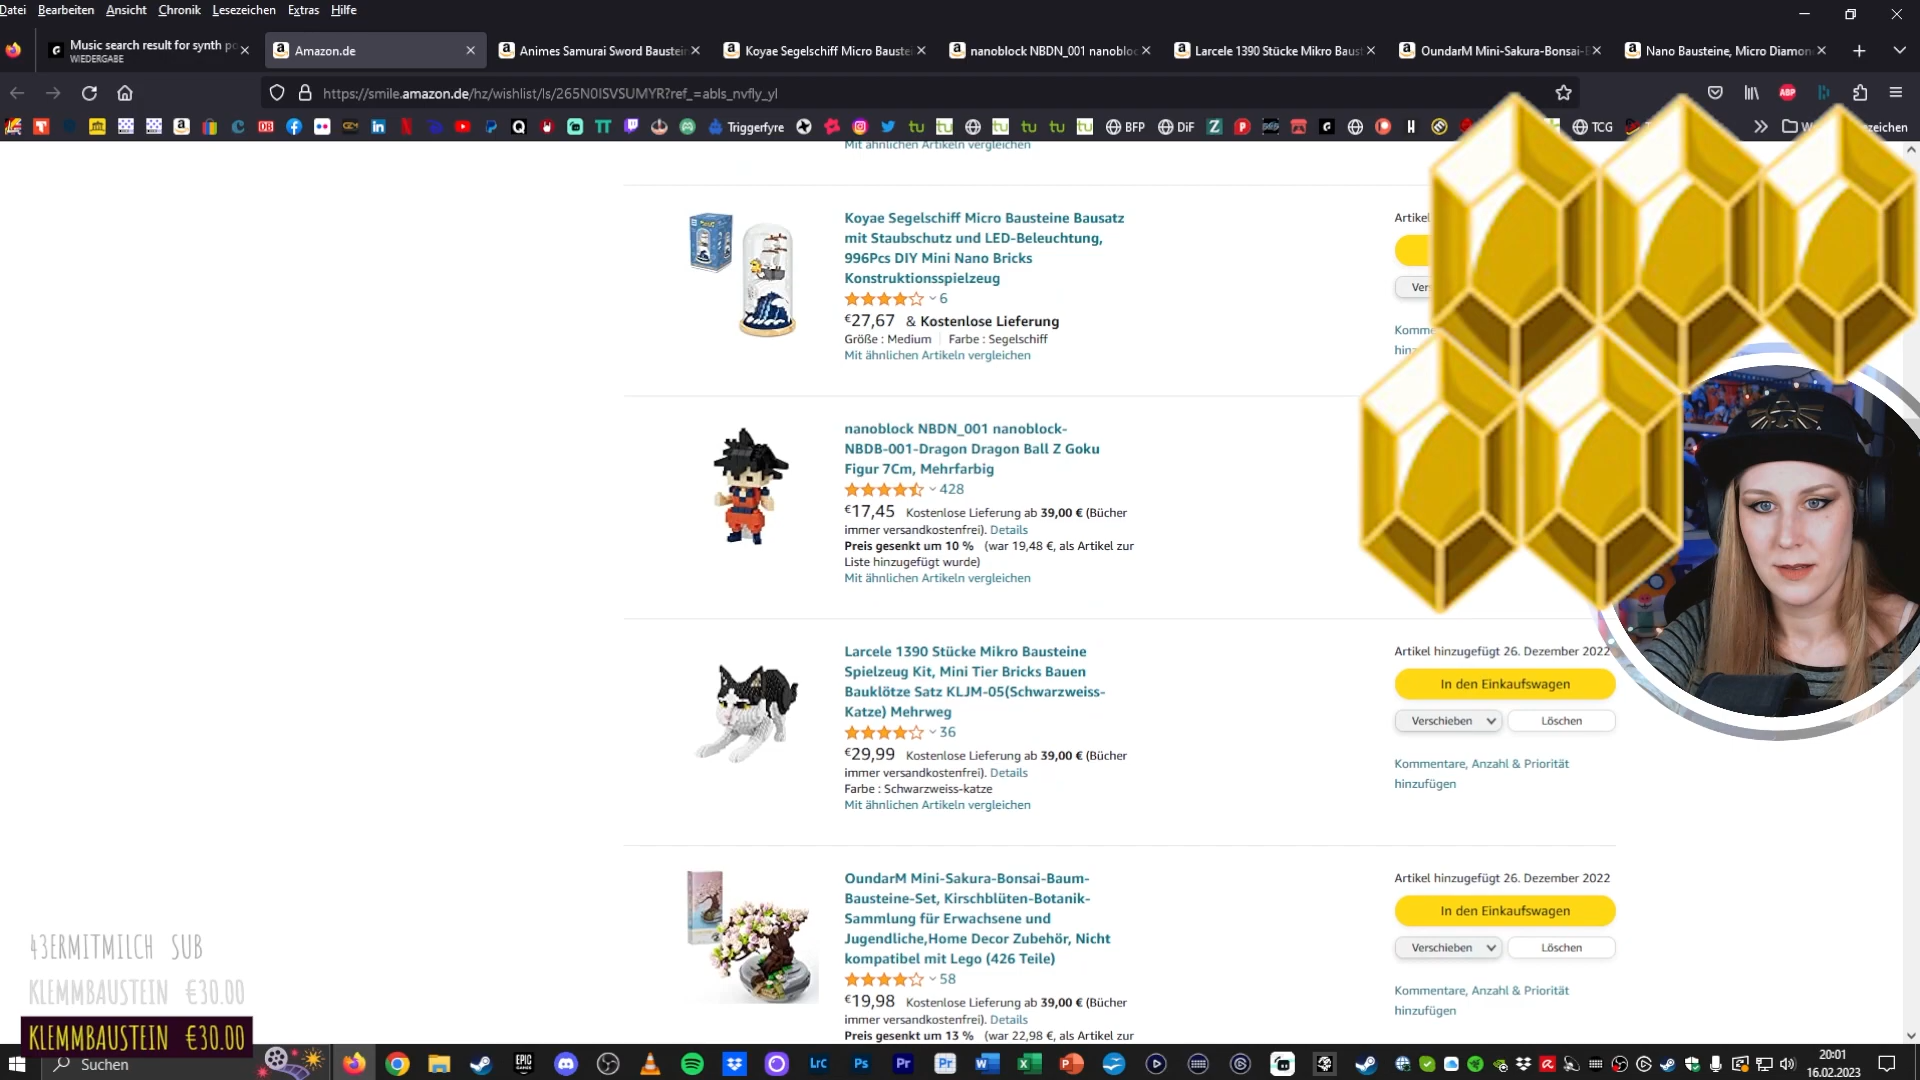 Datei Bearbeiten Ansicht Chronik Lesezeichen Extras Hilfe
Music search result for synth po
WIEDERGABE
Amazon.de
Animes Samurai Sword Baustein
Koyae Segelschiff Micro Baustei
nanoblock NBDN_001 nanobloc
Larcele 1390 Stücke Mikro Baust
OundarM Mini-Sakura-Bonsai-B
Nano Bausteine, Micro Diamon
https://smile.amazon.de/hz/wishlist/ls/265N0ISVSUMYR?ref_=abls_nvfly_yl
Triggerfyre
BFP
DiF
TCG
Mit ähnlichen Artikeln vergleichen
Koyae Segelschiff Micro Bausteine Bausatz
mit Staubschutz und LED-Beleuchtung,
996Pcs DIY Mini Nano Bricks
Konstruktionsspielzeug
6
€27,67 & Kostenlose Lieferung
Größe : Medium Farbe : Segelschiff
Mit ähnlichen Artikeln vergleichen
Artikel
Ver
Komme
hinz
nanoblock NBDN_001 nanoblock-
NBDB-001-Dragon Dragon Ball Z Goku
Figur 7Cm, Mehrfarbig
428
€17,45 Kostenlose Lieferung ab 39,00 € (Bücher
immer versandkostenfrei). Details
Preis gesenkt um 10 % (war 19,48 €, als Artikel zur
Liste hinzugefügt wurde)
Mit ähnlichen Artikeln vergleichen
Larcele 1390 Stücke Mikro Bausteine
Spielzeug Kit, Mini Tier Bricks Bauen
Bauklötze Satz KLJM-05(Schwarzweiss-
Katze) Mehrweg
36
€29,99 Kostenlose Lieferung ab 39,00 € (Bücher
immer versandkostenfrei). Details
Farbe : Schwarzweiss-katze
Mit ähnlichen Artikeln vergleichen
Artikel hinzugefügt 26. Dezember 2022
In den Einkaufswagen
Verschieben Löschen
Kommentare, Anzahl & Priorität
hinzufügen
OundarM Mini-Sakura-Bonsai-Baum-
Bausteine-Set, Kirschblüten-Botanik-
Sammlung für Erwachsene und
Jugendliche,Home Decor Zubehör, Nicht
kompatibel mit Lego (426 Teile)
58
€19,98 Kostenlose Lieferung ab 39,00 € (Bücher
immer versandkostenfrei). Details
Preis gesenkt um 13 % (war 22,98 €, als Artikel zur
Artikel hinzugefügt 26. Dezember 2022
In den Einkaufswagen
Verschieben Löschen
Kommentare, Anzahl & Priorität
hinzufügen
43ERMITMILCH SUB
KLEMMBAUSTEIN €30.00
KLEMMBAUSTEIN €30.00
Suchen
20:01
16.02.2023